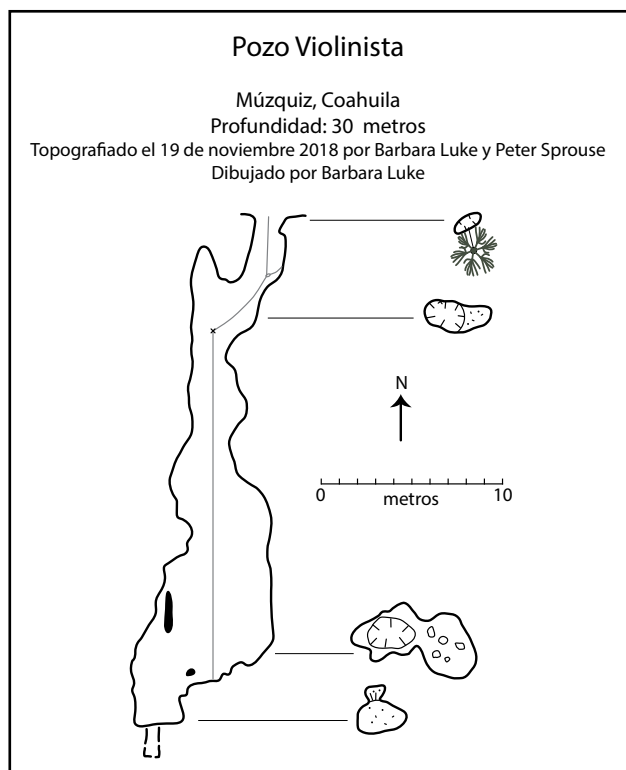 Pozo Violinista
Múzquiz, Coahuila
Profundidad: 30 metros
Topografiado el 19 de noviembre 2018 por Barbara Luke y Peter Sprouse
Dibujado por Barbara Luke
N
0 metros 10